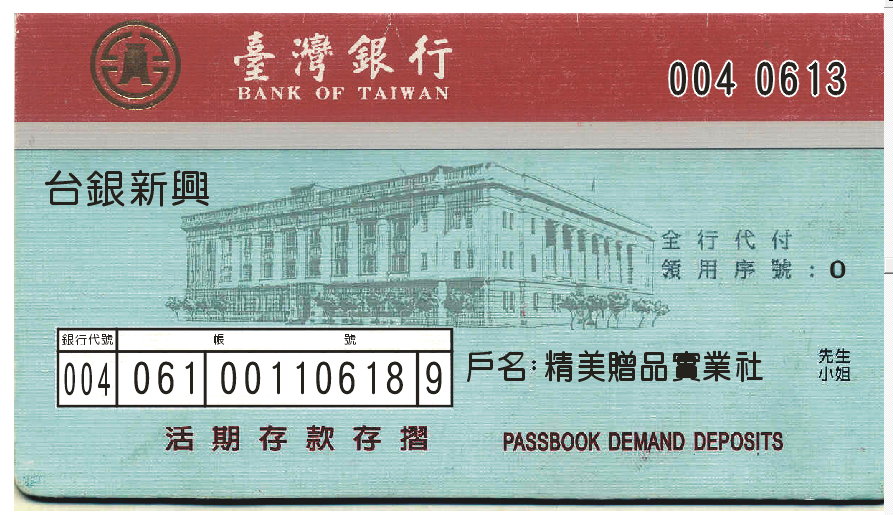 臺灣銀行
BANK OF TAIWAN
004 0613
台銀新興
全行代付
領用序號：0
銀行代號 帳 號
004 061 00110618 9
戶名:精美贈品實業社 先生
小姐
活期存款存摺 PASSBOOK DEMAND DEPOSITS